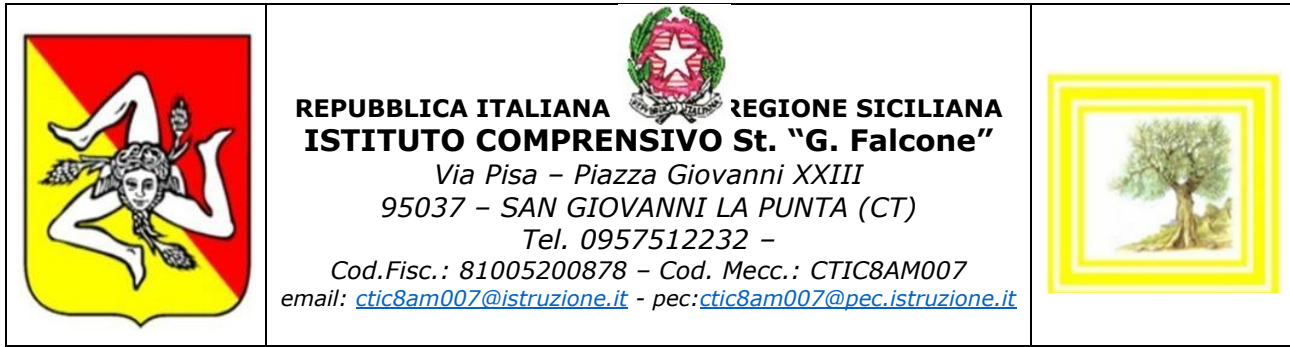 REPUBBLICA ITALIANA REGIONE SICILIANA
ISTITUTO COMPRENSIVO St. “G. Falcone”
Via Pisa – Piazza Giovanni XXIII
95037 – SAN GIOVANNI LA PUNTA (CT)
Tel. 0957512232 –
Cod.Fisc.: 81005200878 – Cod. Mecc.: CTIC8AM007
email: ctic8am007@istruzione.it - pec:ctic8am007@pec.istruzione.it